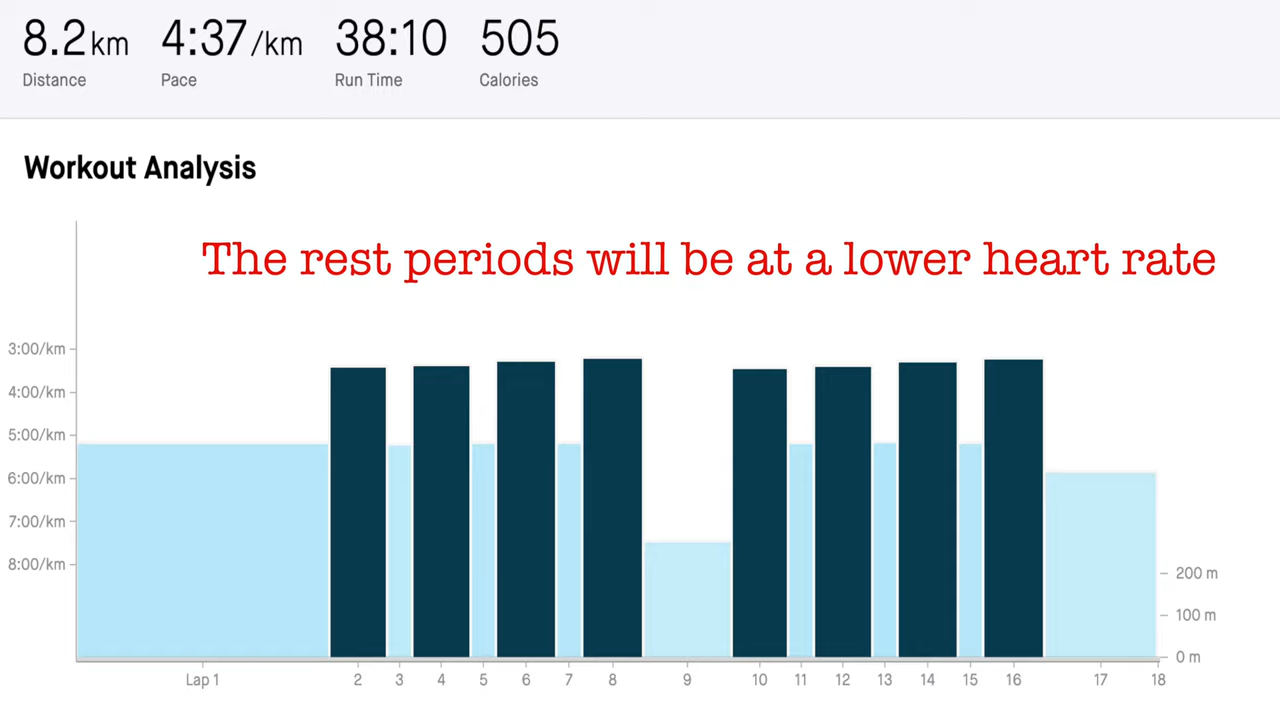 8.2 km 4:37 /km 38:10 505
Distance Pace Run Time Calories
Workout Analysis
The rest periods will be at a lower heart rate
3:00/km
4:00/km
5:00/km
6:00/km
7:00/km
8:00/km
200 m
100 m
0 m
Lap 1 2 3 4 5 6 7 8 9 10 11 12 13 14 15 16 17 18